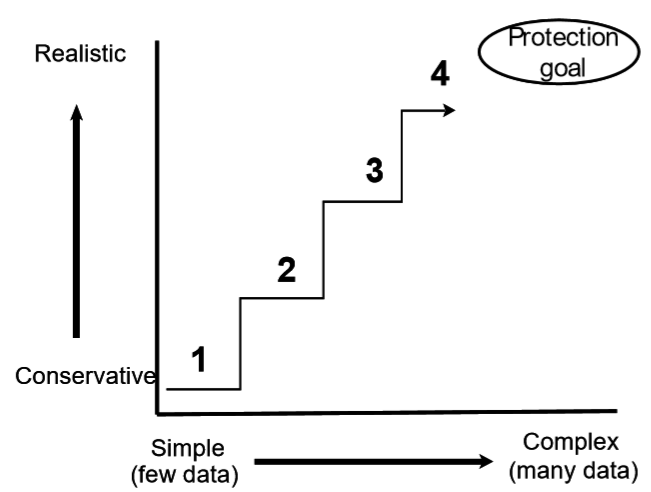 Protection
goal
Realistic
4
3
2
1
Conservative
Simple
(few data)
Complex
(many data)